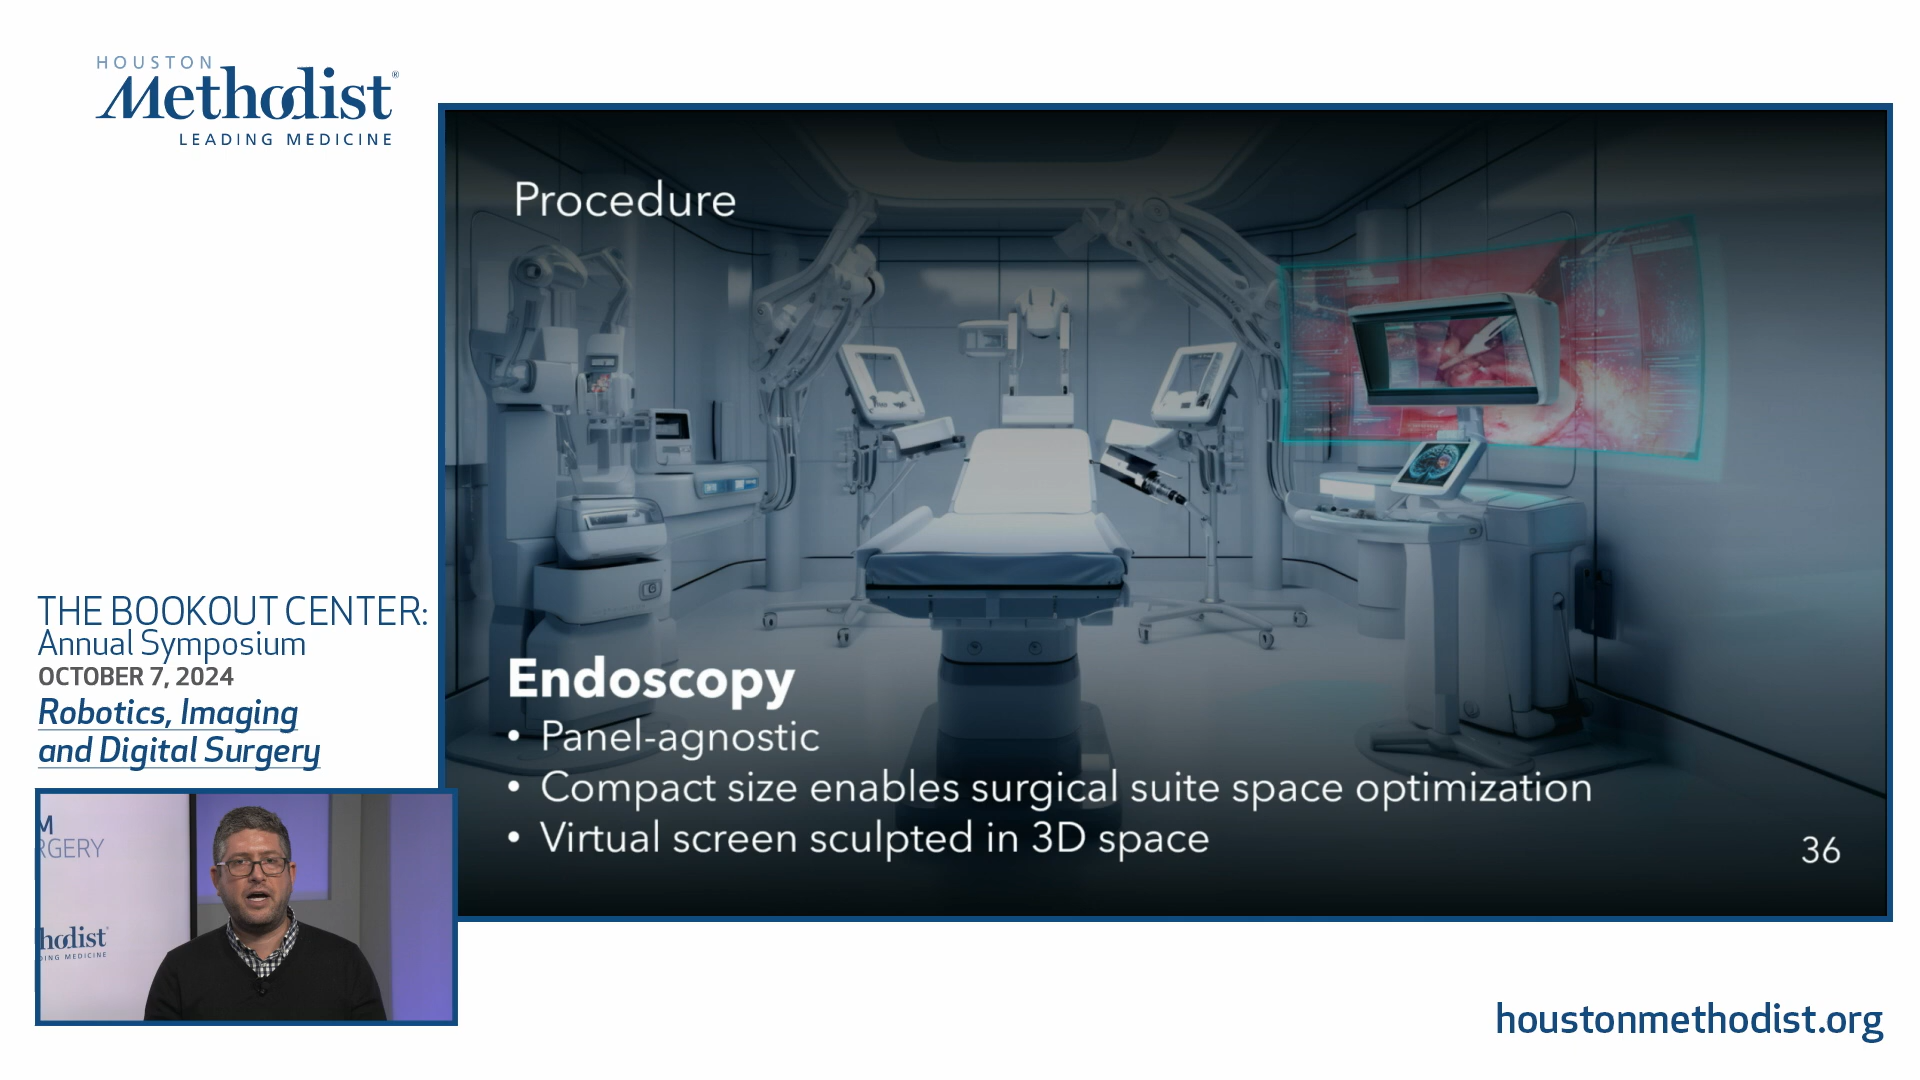 HOUSTON
Methodist®
LEADING MEDICINE
Procedure
Endoscopy
• Panel-agnostic
• Compact size enables surgical suite space optimization
• Virtual screen sculpted in 3D space
36
THE BOOKOUT CENTER:
Annual Symposium
OCTOBER 7, 2024
Robotics, Imaging
and Digital Surgery
M
RGERY
hodist
DING MEDICINE
houstonmethodist.org